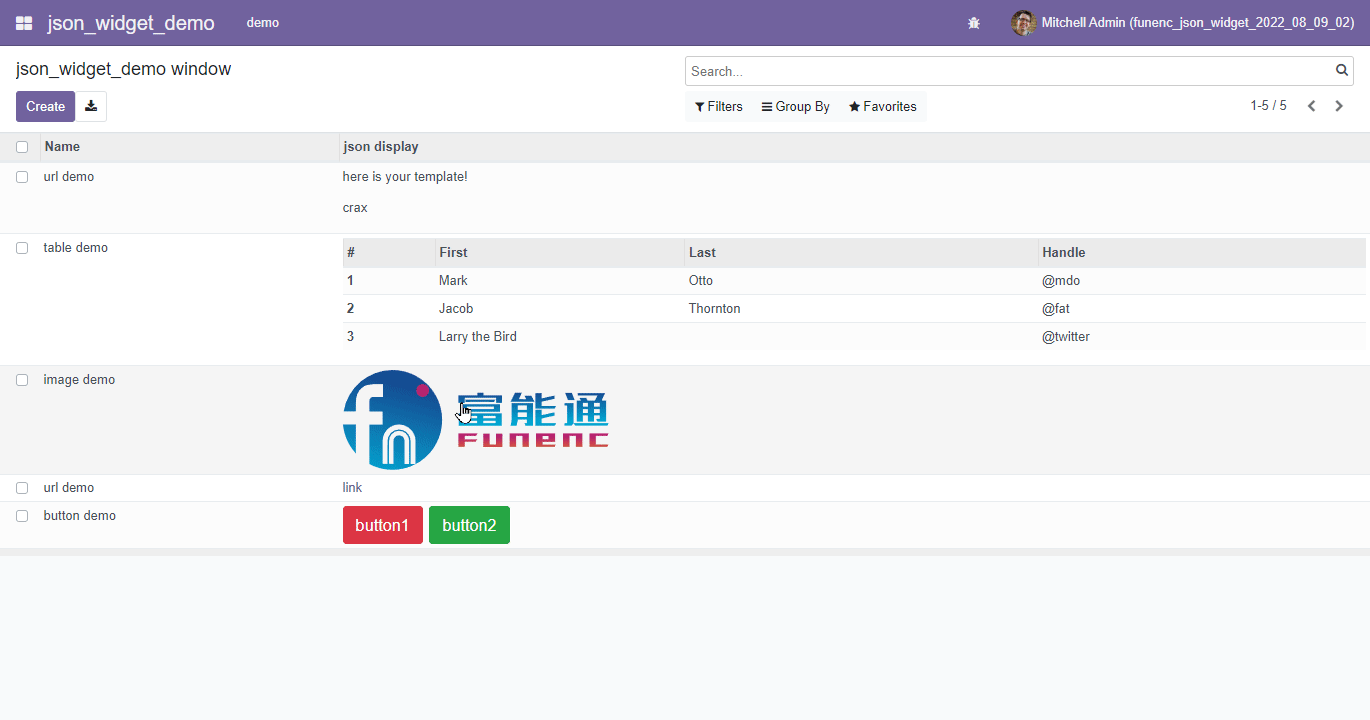 json_widget_demo demo Mitchell Admin (funenc_json_widget_2022_08_09_02)
json_widget_demo window
Search...
Create
Filters Group By Favorites 1-5 / 5
Name json display
url demo here is your template!
crax
table demo
# First Last Handle
1 Mark Otto @mdo
2 Jacob Thornton @fat
3 Larry the Bird @twitter
image demo
fn
富能通
Funenc
url demo link
button demo button1 button2